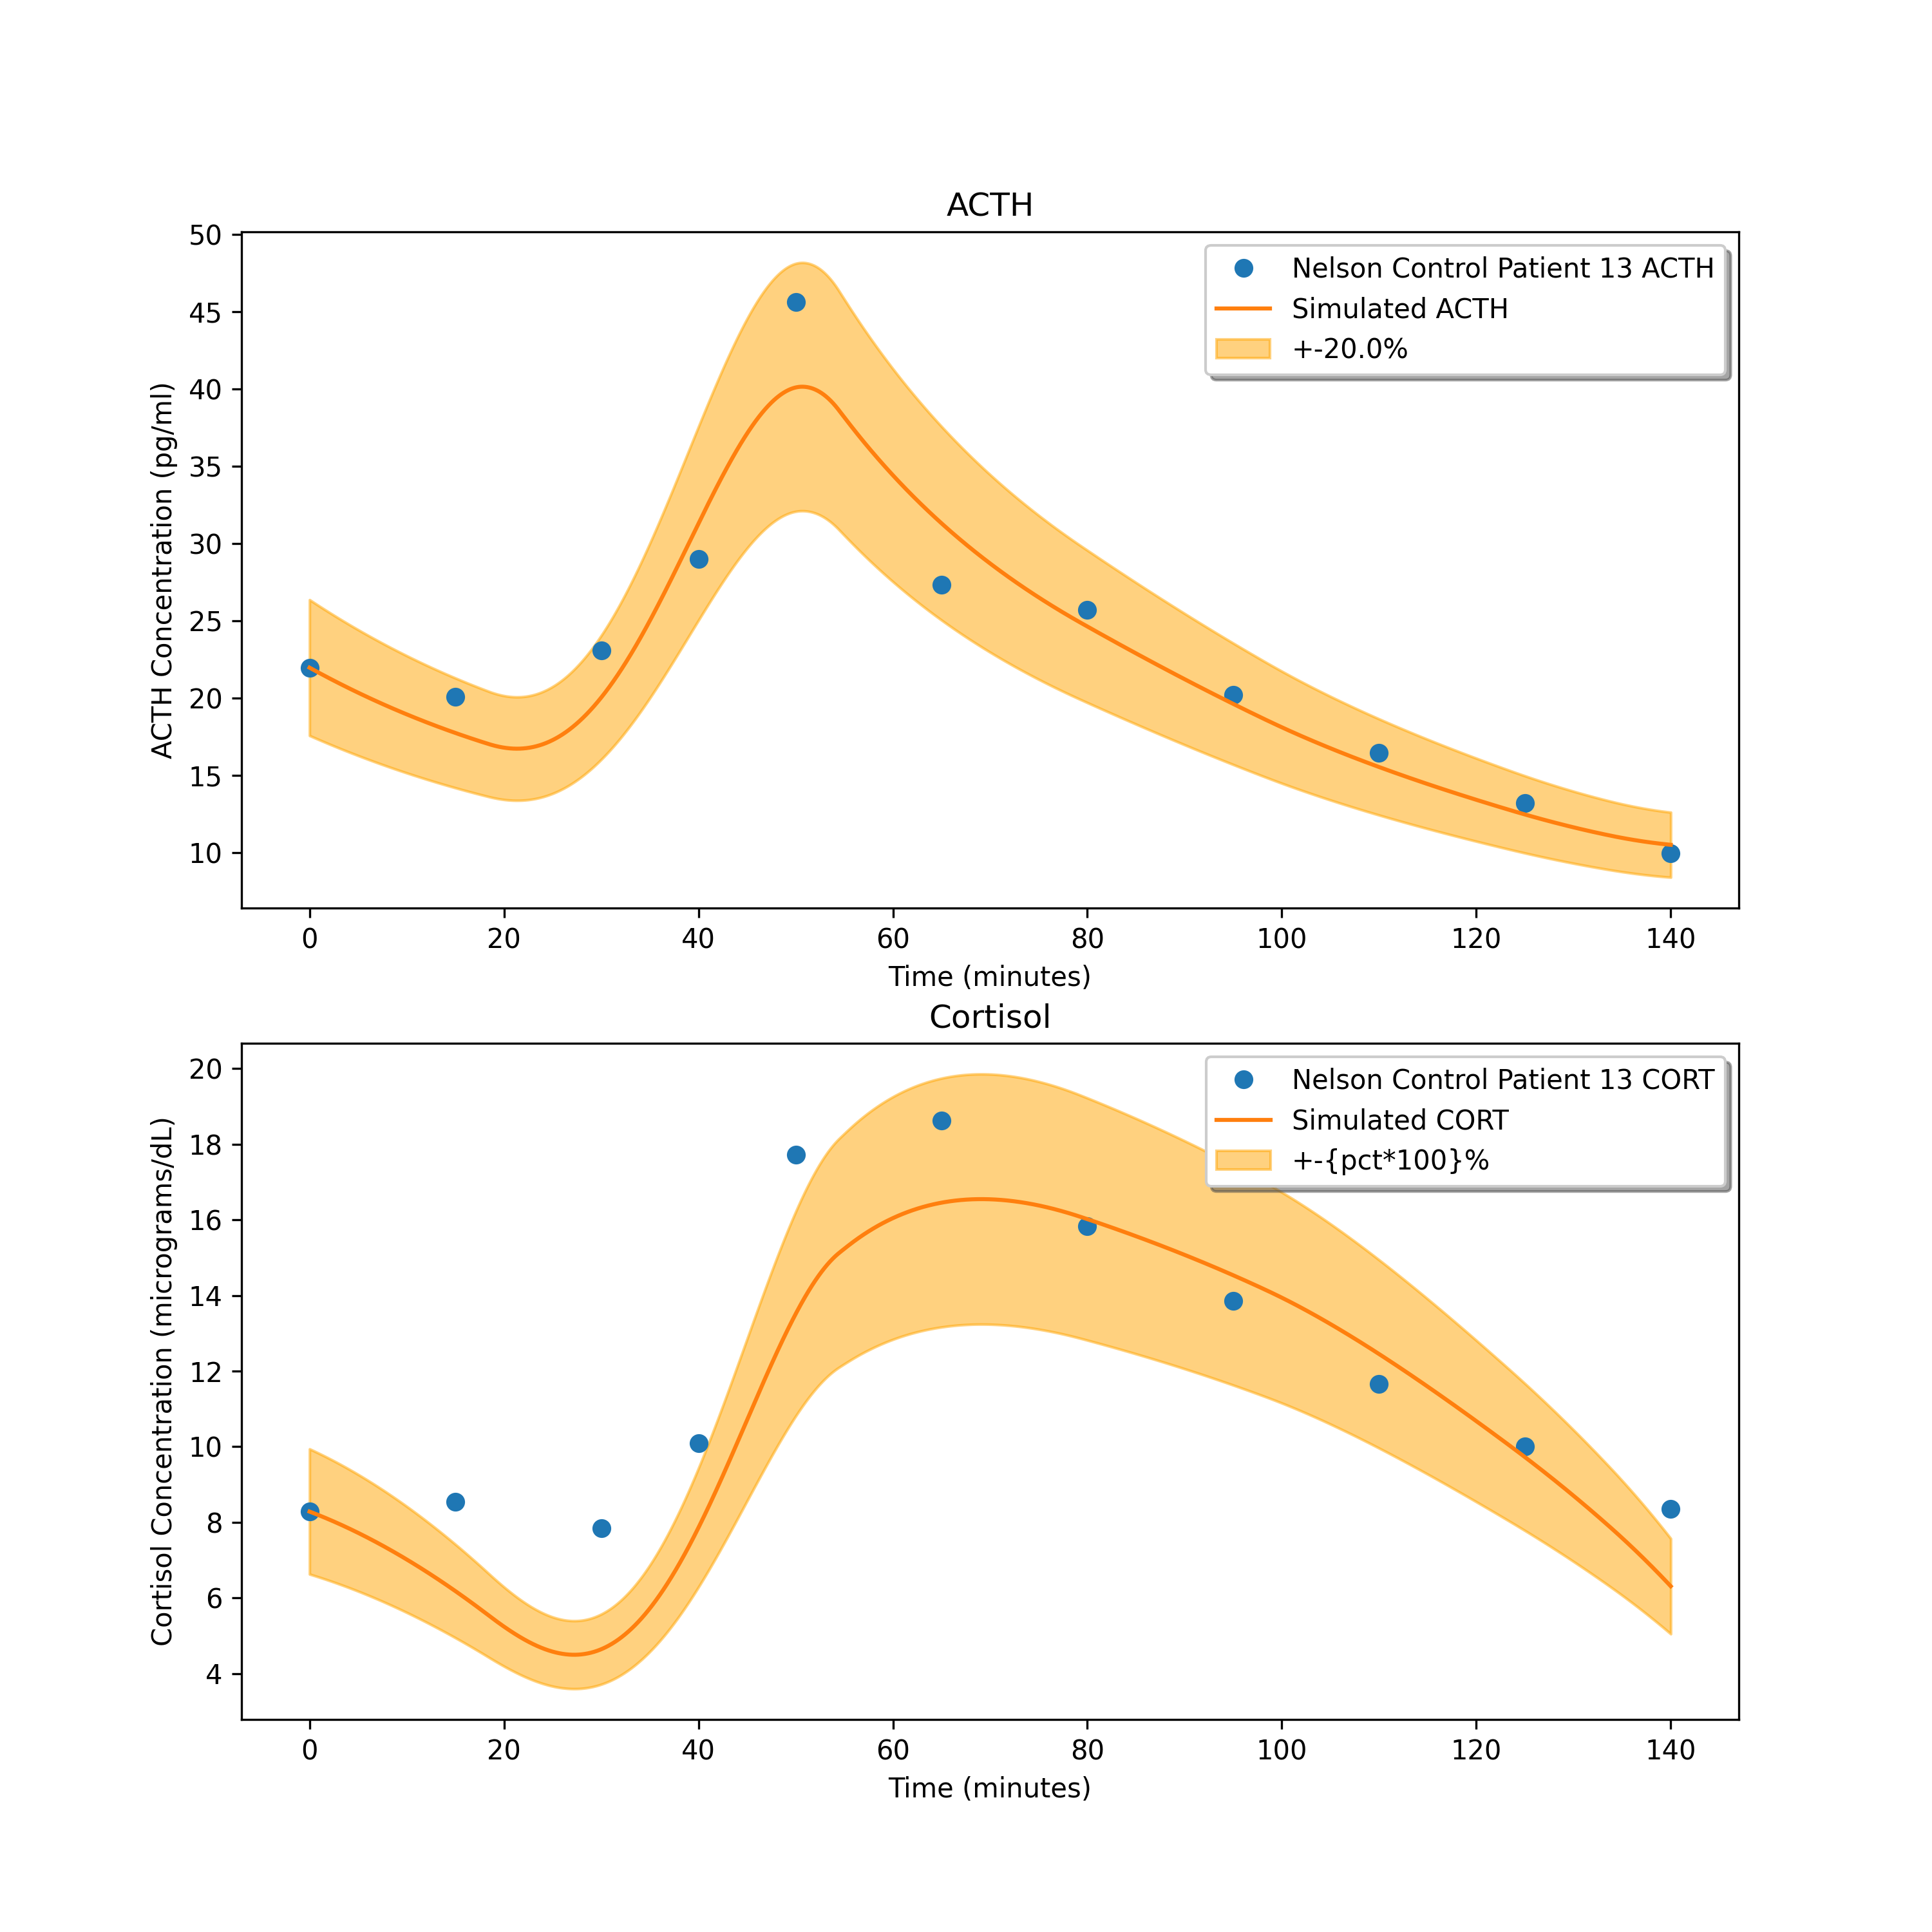 ACTH
50
45
40
35
30
25
20
15
10
ACTH Concentration (pg/ml)
Nelson Control Patient 13 ACTH
Simulated ACTH
+-20.0%
0 20 40 60 80 100 120 140
Time (minutes)
Cortisol
20
18
16
14
12
10
8
6
4
Cortisol Concentration (micrograms/dL)
Nelson Control Patient 13 CORT
Simulated CORT
+-{pct*100}%
0 20 40 60 80 100 120 140
Time (minutes)